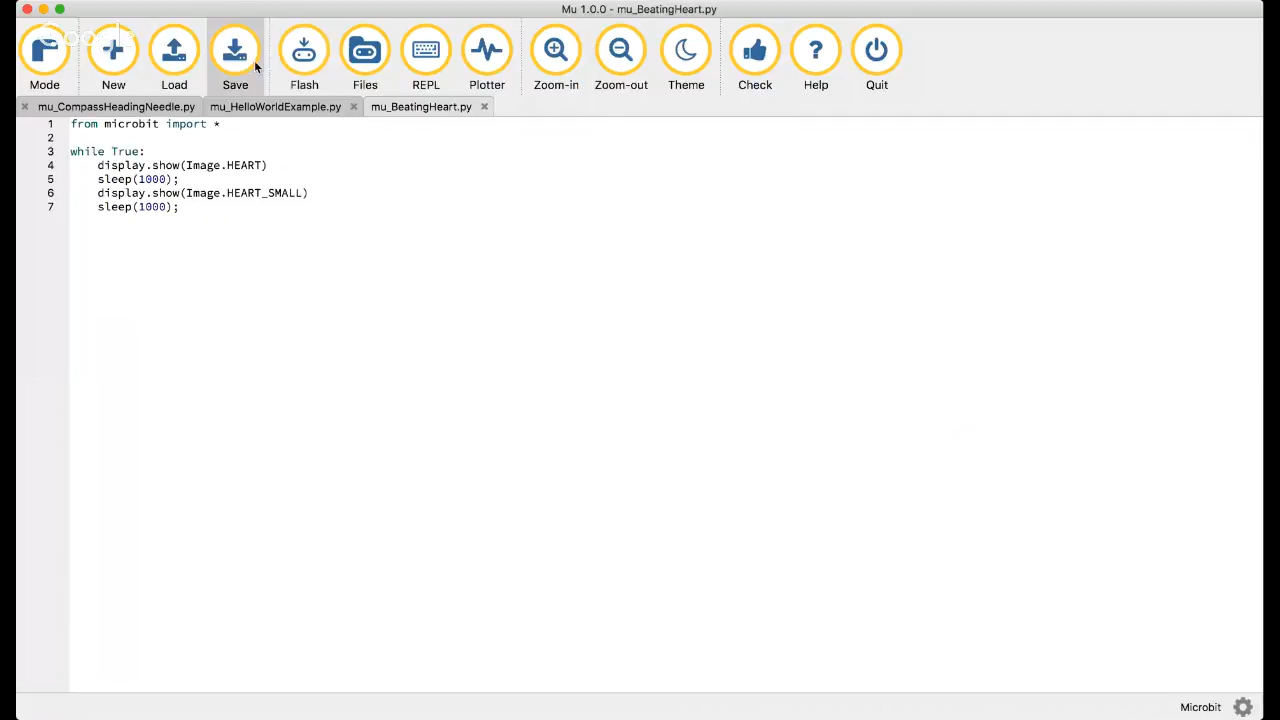 Mu 1.0.0 - mu_BeatingHeart.py
Google
Mode New Load Save Flash Files REPL Plotter Zoom-in Zoom-out Theme Check Help Quit
mu_CompassHeadingNeedle.py mu_HelloWorldExample.py mu_BeatingHeart.py
1 from microbit import *
2
3 while True:
4 display.show(Image.HEART)
5 sleep(1000);
6 display.show(Image.HEART_SMALL)
7 sleep(1000);
Microbit